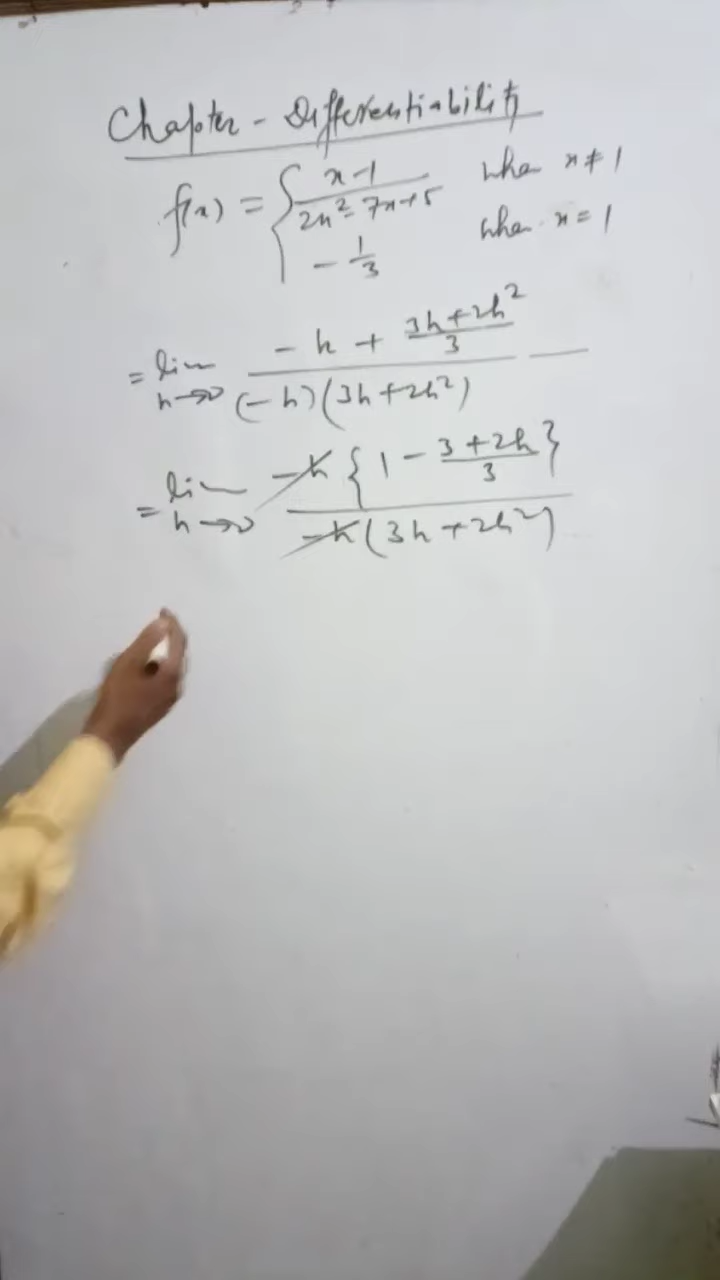 Chapter - Differentiability
f(x) = { x-1 / 2x² - 7x + 5 when x ≠ 1
- 1/3 when x = 1
= lim h→0 - h + (3h + 2h²)/3 / (-h)(3h + 2h²)
= lim h→0 -h { 1 - (3 + 2h)/3 } / -h (3h + 2h²)